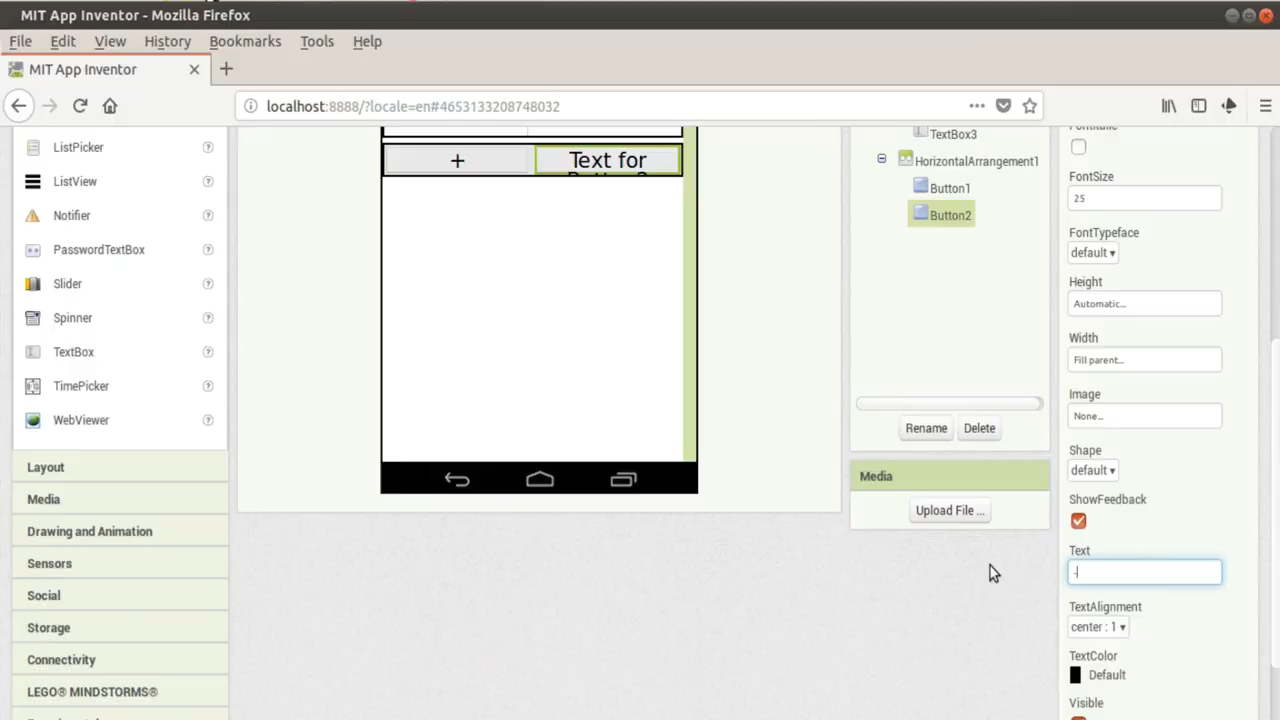 MIT App Inventor - Mozilla Firefox
File Edit View History Bookmarks Tools Help
MIT App Inventor
localhost:8888/?locale=en#4653133208748032
ListPicker
ListView
Notifier
PasswordTextBox
Slider
Spinner
TextBox
TimePicker
WebViewer
Layout
Media
Drawing and Animation
Sensors
Social
Storage
Connectivity
LEGO® MINDSTORMS®
+
Text for
TextBox3
HorizontalArrangement1
Button1
Button2
Rename Delete
Media
Upload File ...
FontItalic
FontSize
25
FontTypeface
default
Height
Automatic...
Width
Fill parent...
Image
None...
Shape
default
ShowFeedback
Text
-
TextAlignment
center : 1
TextColor
Default
Visible